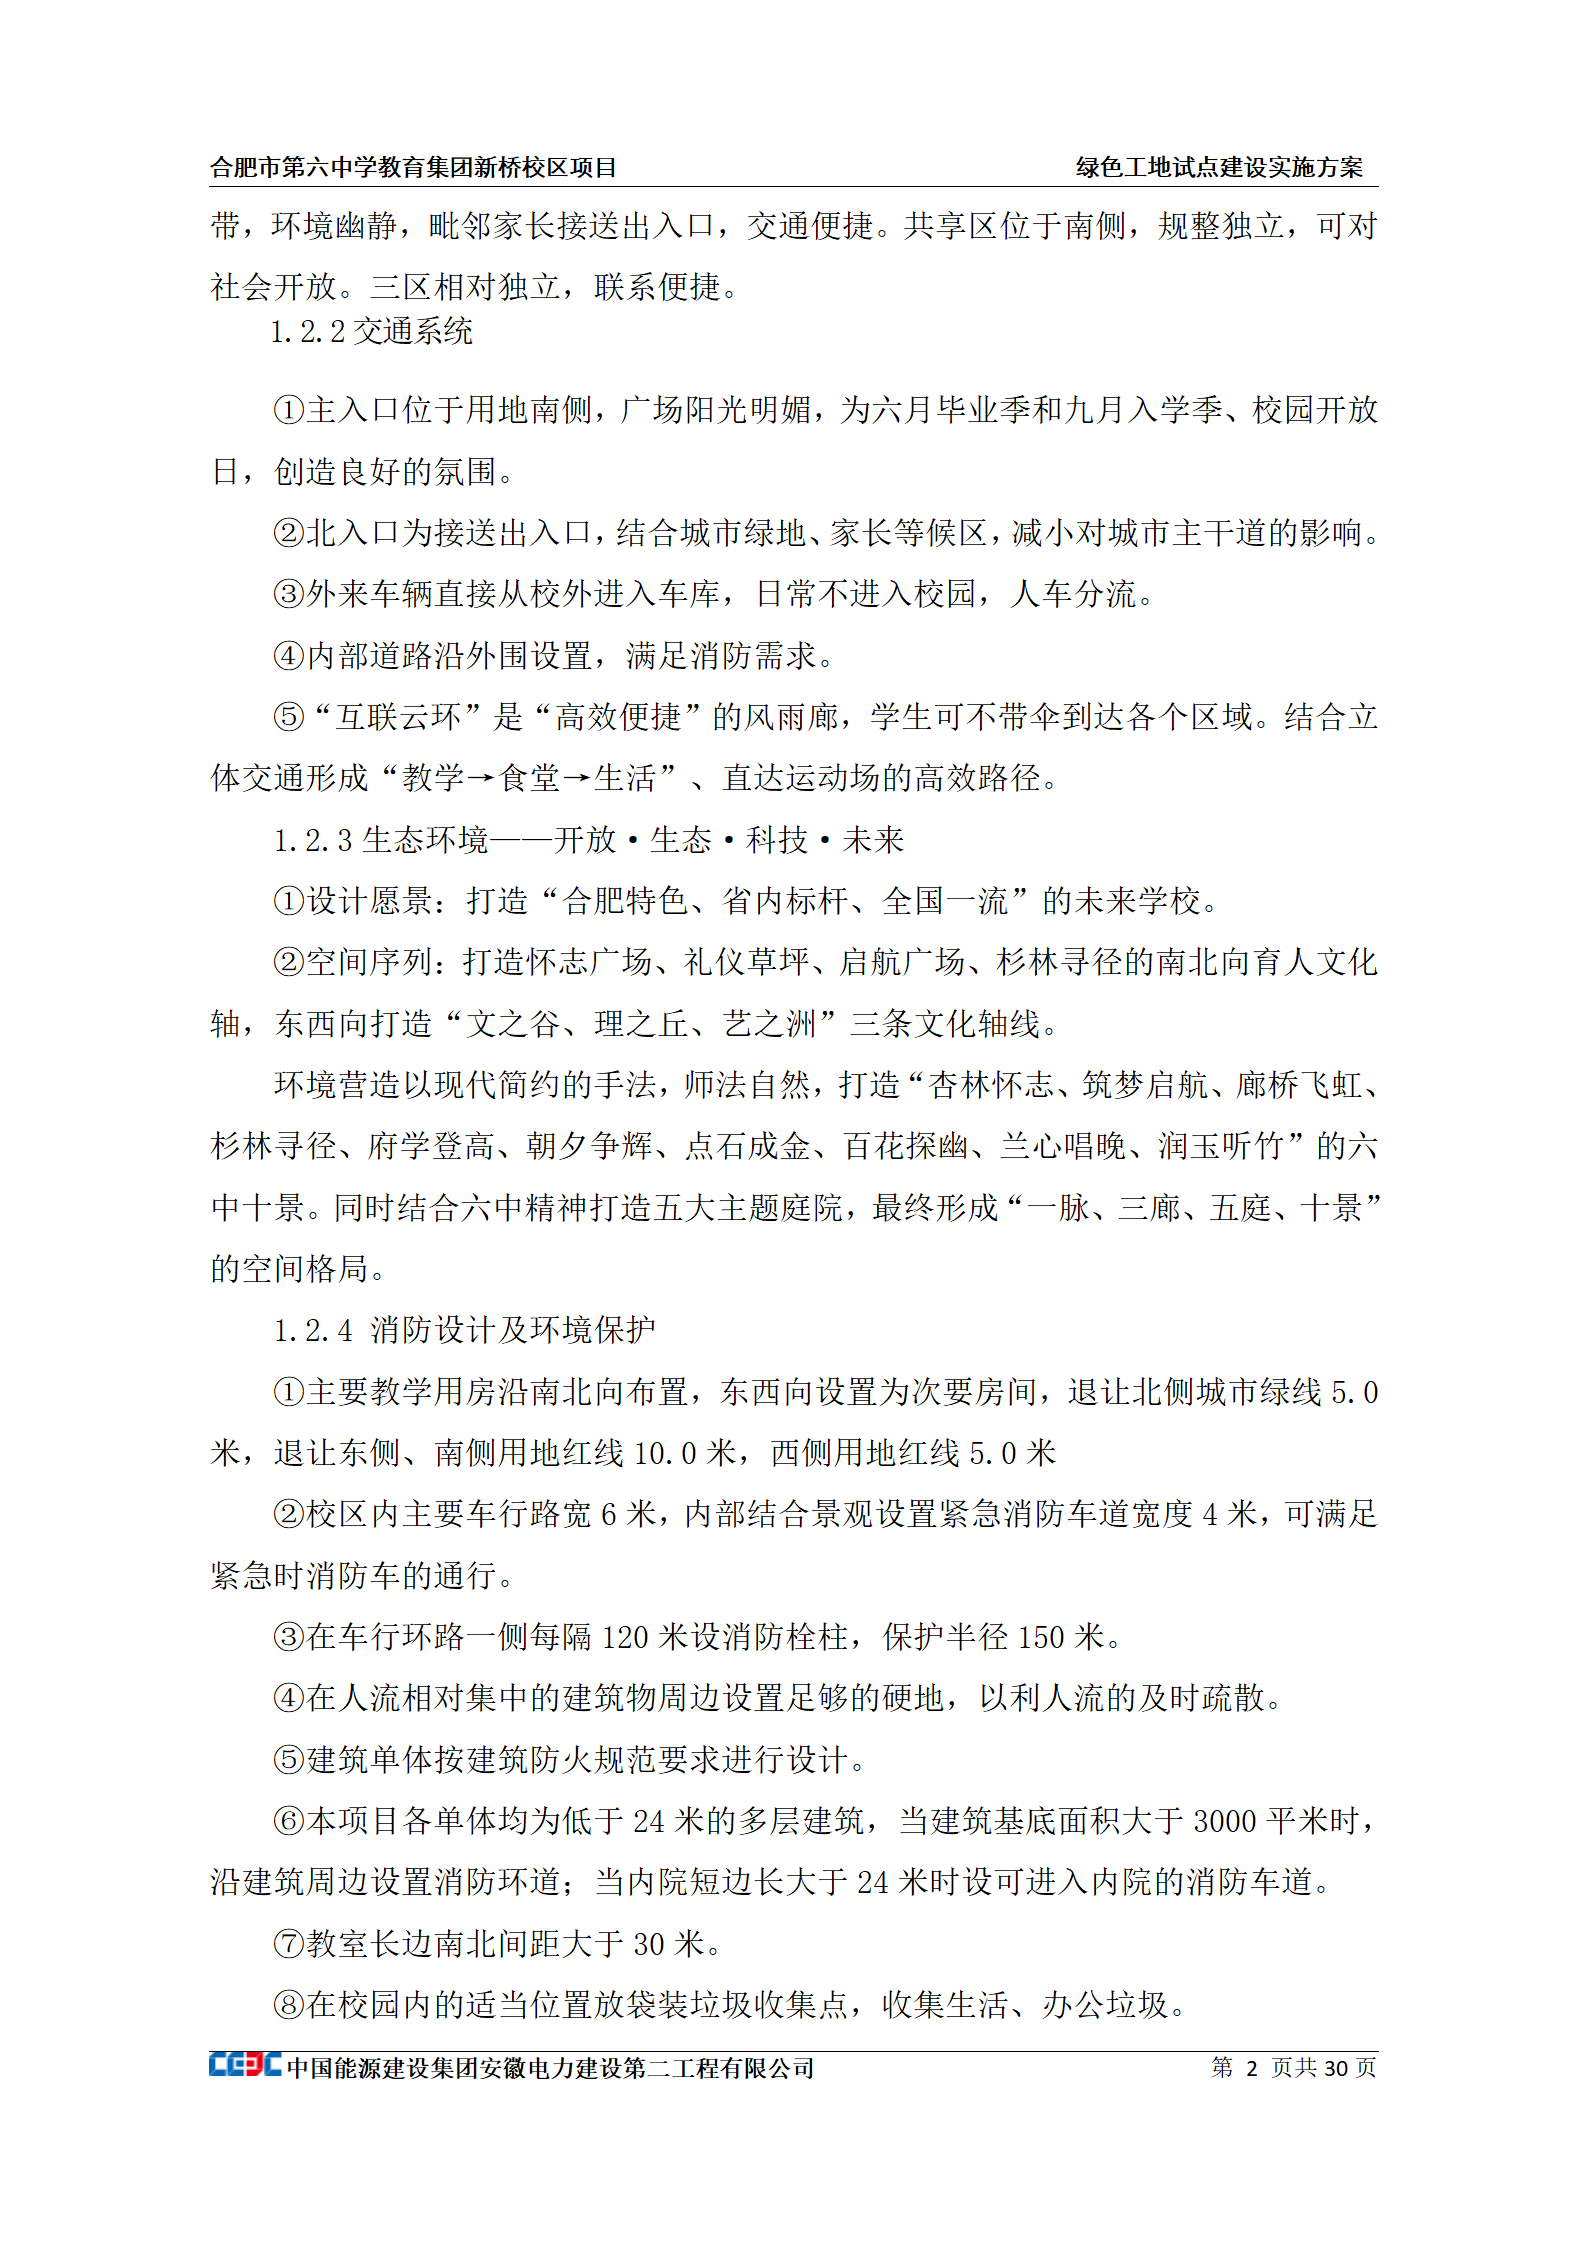 合肥市第六中学教育集团新桥校区项目 绿色工地试点建设实施方案
带，环境幽静，毗邻家长接送出入口，交通便捷。共享区位于南侧，规整独立，可对
社会开放。三区相对独立，联系便捷。
1.2.2 交通系统
①主入口位于用地南侧，广场阳光明媚，为六月毕业季和九月入学季、校园开放
日，创造良好的氛围。
②北入口为接送出入口，结合城市绿地、家长等候区，减小对城市主干道的影响。
③外来车辆直接从校外进入车库，日常不进入校园，人车分流。
④内部道路沿外围设置，满足消防需求。
⑤“互联云环”是“高效便捷”的风雨廊，学生可不带伞到达各个区域。结合立
体交通形成“教学→食堂→生活”、直达运动场的高效路径。
1.2.3 生态环境——开放·生态·科技·未来
①设计愿景：打造“合肥特色、省内标杆、全国一流”的未来学校。
②空间序列：打造怀志广场、礼仪草坪、启航广场、杉林寻径的南北向育人文化
轴，东西向打造“文之谷、理之丘、艺之洲”三条文化轴线。
环境营造以现代简约的手法，师法自然，打造“杏林怀志、筑梦启航、廊桥飞虹、
杉林寻径、府学登高、朝夕争辉、点石成金、百花探幽、兰心唱晚、润玉听竹”的六
中十景。同时结合六中精神打造五大主题庭院，最终形成“一脉、三廊、五庭、十景”
的空间格局。
1.2.4 消防设计及环境保护
①主要教学用房沿南北向布置，东西向设置为次要房间，退让北侧城市绿线 5.0
米，退让东侧、南侧用地红线 10.0 米，西侧用地红线 5.0 米
②校区内主要车行路宽 6 米，内部结合景观设置紧急消防车道宽度 4 米，可满足
紧急时消防车的通行。
③在车行环路一侧每隔 120 米设消防栓柱，保护半径 150 米。
④在人流相对集中的建筑物周边设置足够的硬地，以利人流的及时疏散。
⑤建筑单体按建筑防火规范要求进行设计。
⑥本项目各单体均为低于 24 米的多层建筑，当建筑基底面积大于 3000 平米时，
沿建筑周边设置消防环道；当内院短边长大于 24 米时设可进入内院的消防车道。
⑦教室长边南北间距大于 30 米。
⑧在校园内的适当位置放袋装垃圾收集点，收集生活、办公垃圾。
CEEC 中国能源建设集团安徽电力建设第二工程有限公司 第 2 页共 30 页